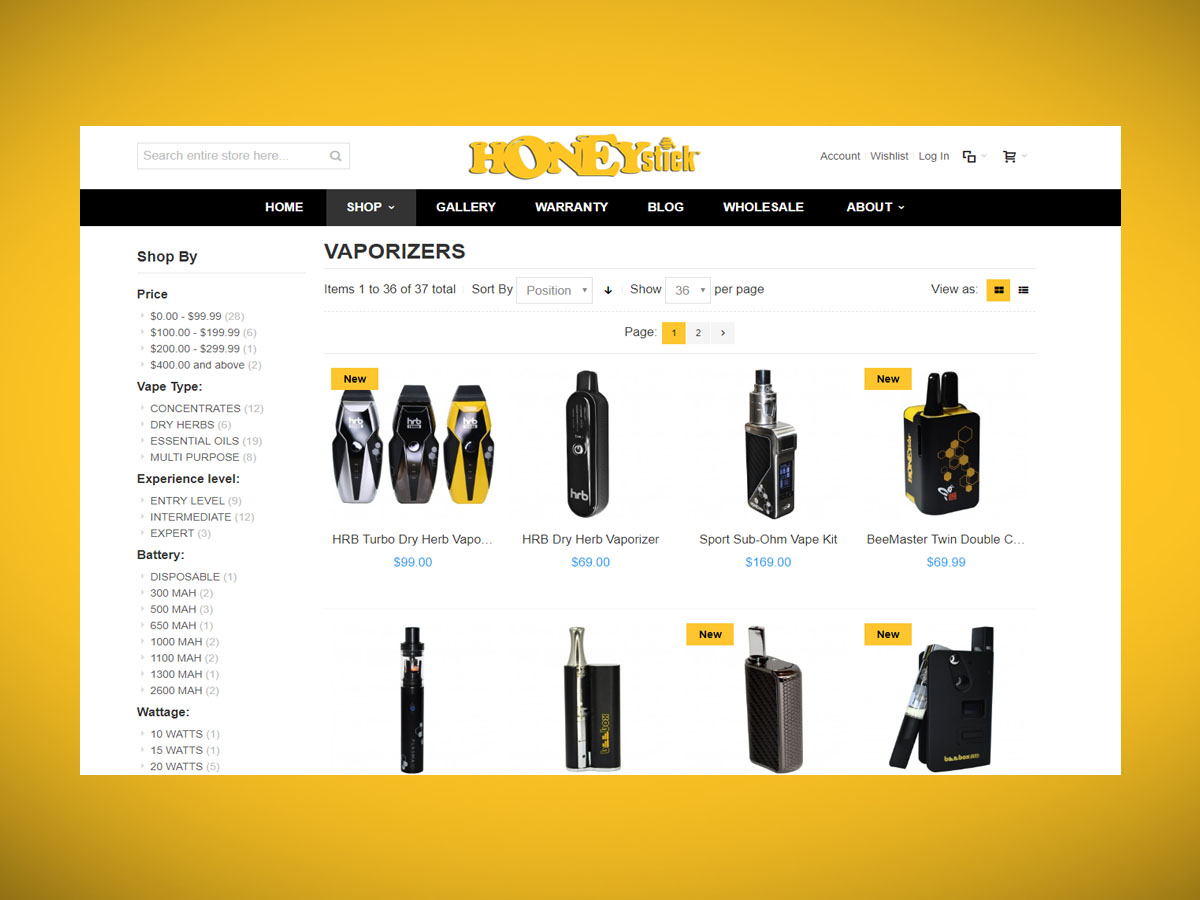 Search entire store here...
HONEYstick
Account Wishlist Log In
HOME SHOP GALLERY WARRANTY BLOG WHOLESALE ABOUT
Shop By
Price
$0.00 - $99.99 (28)
$100.00 - $199.99 (6)
$200.00 - $299.99 (1)
$400.00 and above (2)
Vape Type:
CONCENTRATES (12)
DRY HERBS (6)
ESSENTIAL OILS (19)
MULTI PURPOSE (8)
Experience level:
ENTRY LEVEL (9)
INTERMEDIATE (12)
EXPERT (3)
Battery:
DISPOSABLE (1)
300 MAH (2)
500 MAH (3)
650 MAH (1)
1000 MAH (2)
1100 MAH (2)
1300 MAH (1)
2600 MAH (2)
Wattage:
10 WATTS (1)
15 WATTS (1)
20 WATTS (5)
VAPORIZERS
Items 1 to 36 of 37 total Sort By Position Show 36 per page View as:
Page: 1 2 >
New
New
hrb
hrb
hrb
hrb
HONEYstick
HRB Turbo Dry Herb Vapo... HRB Dry Herb Vaporizer Sport Sub-Ohm Vape Kit BeeMaster Twin Double C...
$99.00 $69.00 $169.00 $69.99
New
New